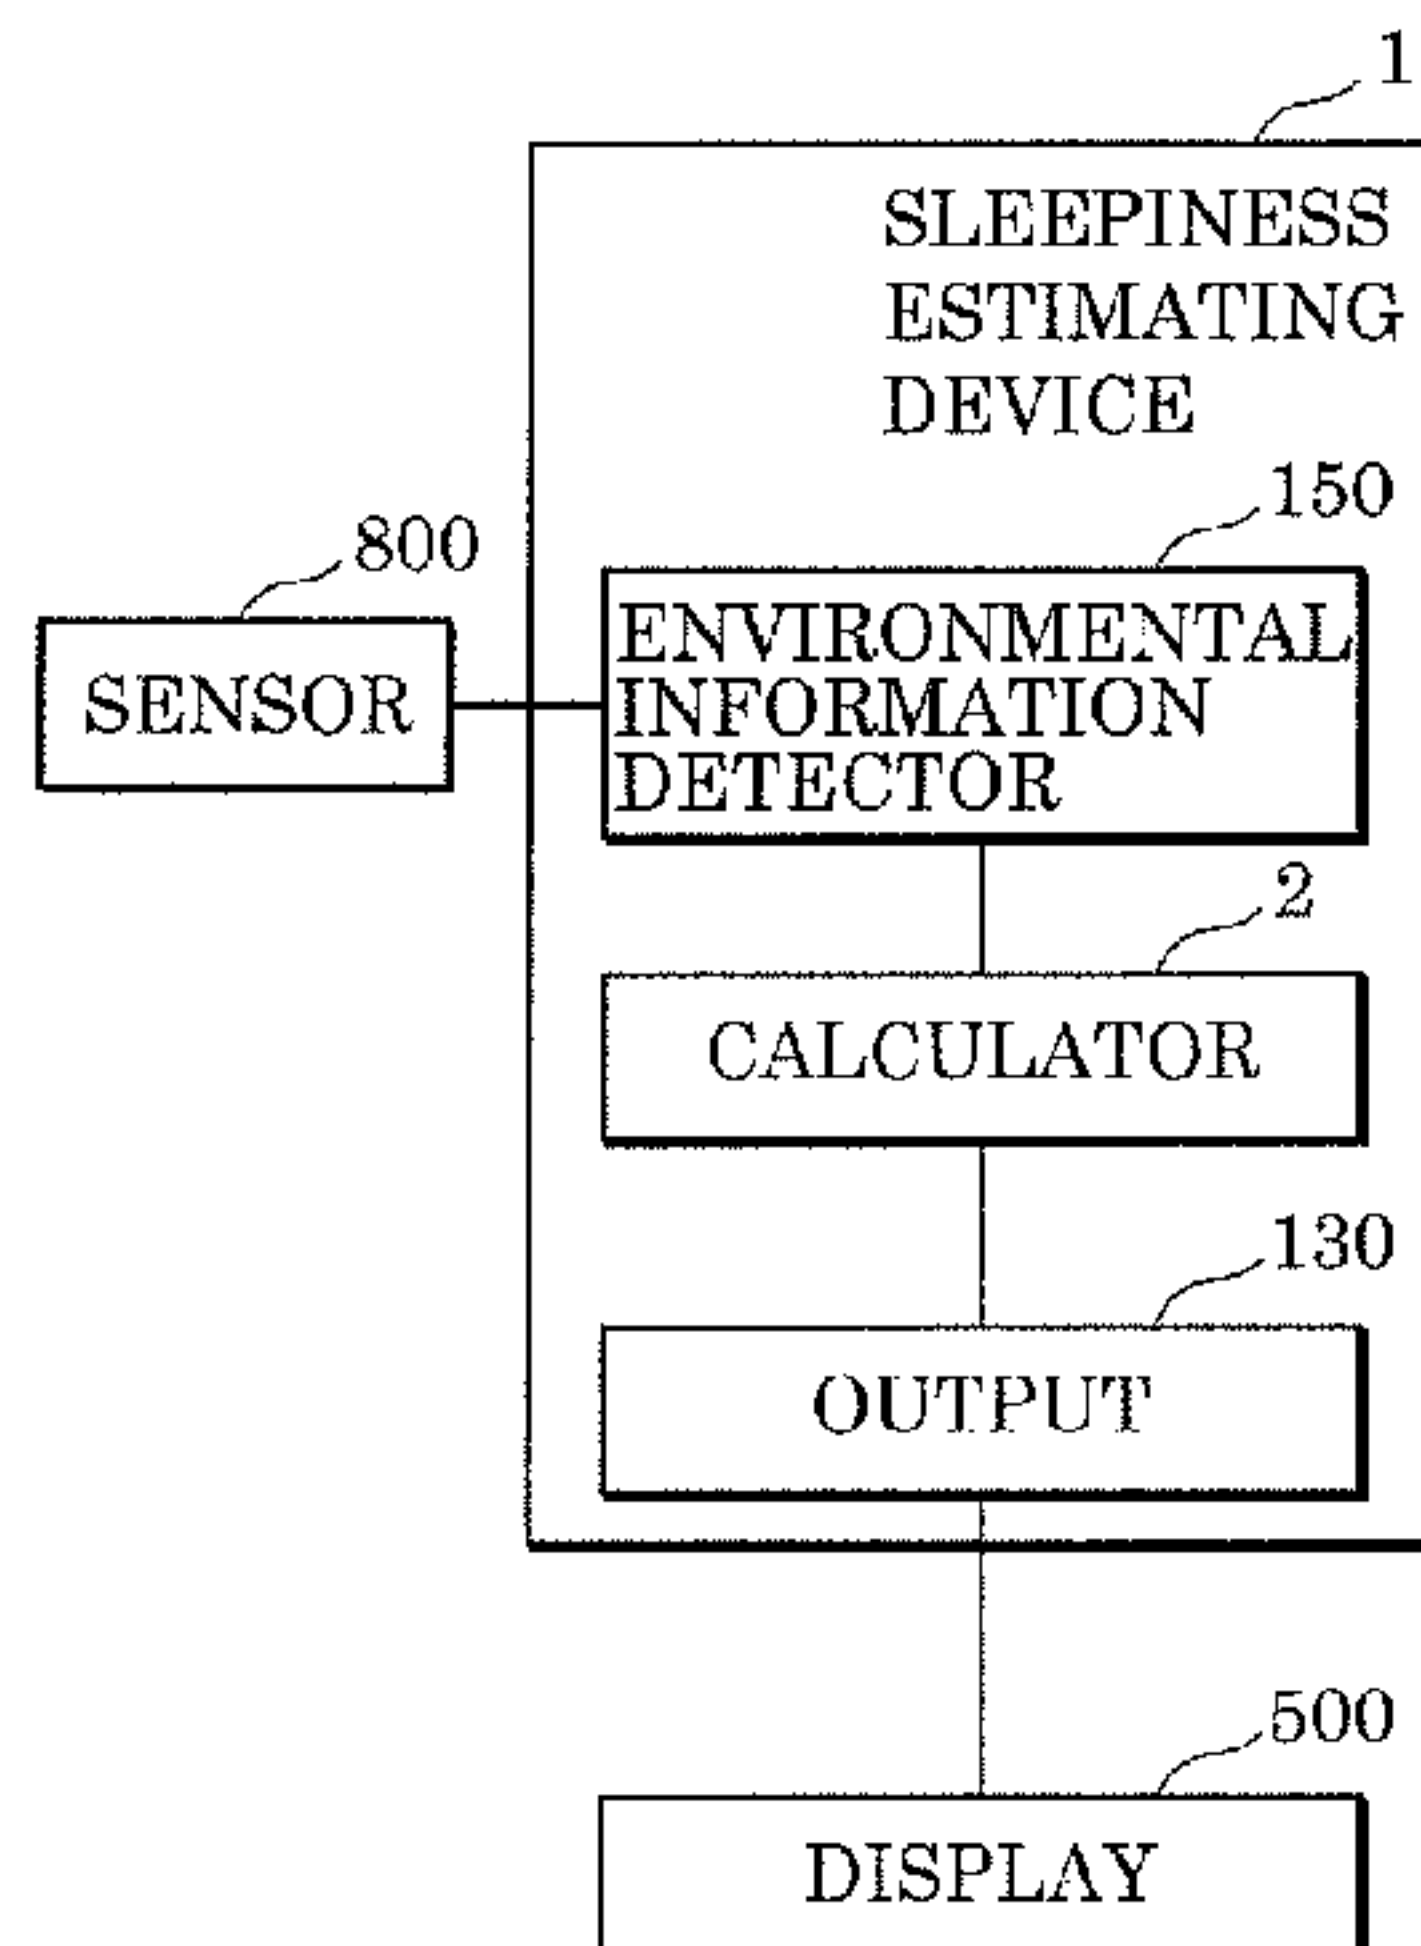 1
SLEEPINESS
ESTIMATING
DEVICE
150
800
ENVIRONMENTAL
INFORMATION
DETECTOR
SENSOR
2
CALCULATOR
130
OUTPUT
500
DISPLAY